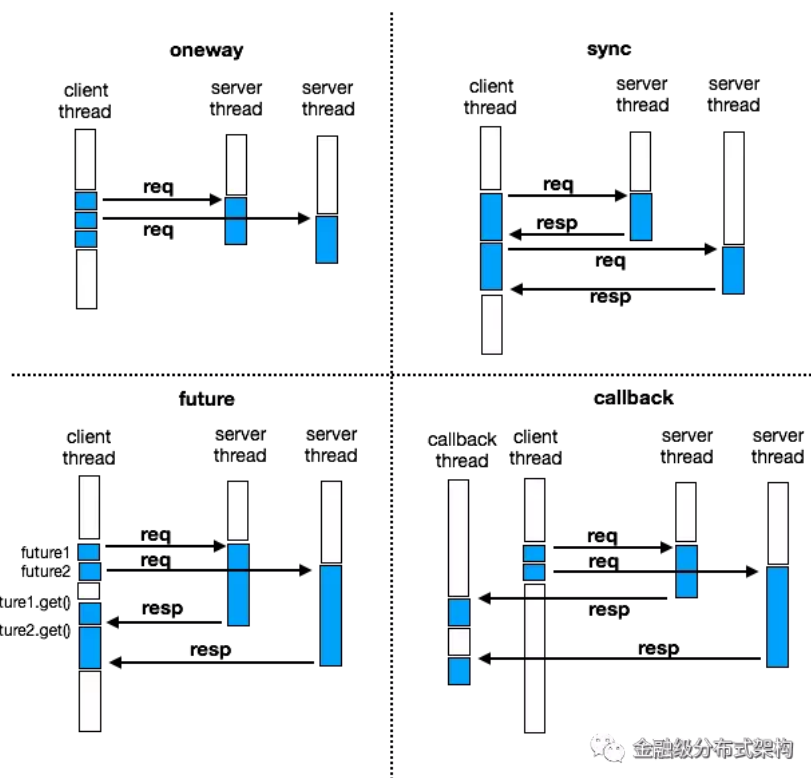 oneway
client
thread
server
thread
server
thread
req
req
sync
client
thread
server
thread
server
thread
req
resp
req
resp
future
client
thread
server
thread
server
thread
future1
future2
ture1.get()
ture2.get()
req
req
resp
resp
callback
callback
thread
client
thread
server
thread
server
thread
req
req
resp
resp
金融级分布式架构